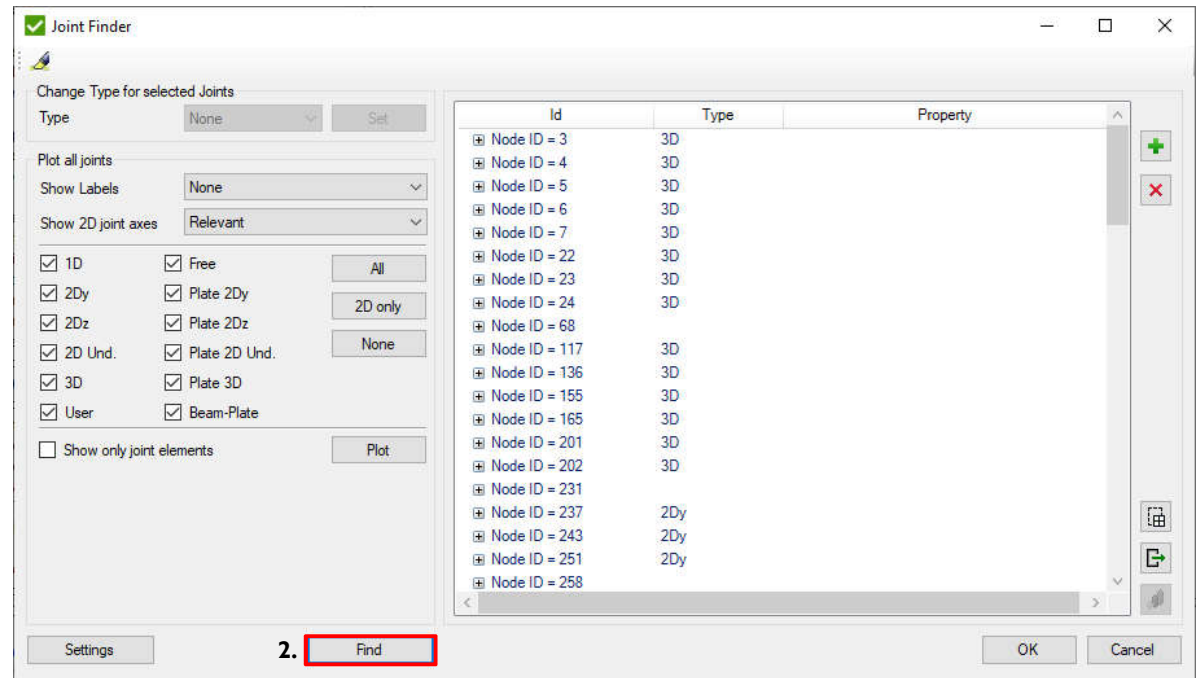 Joint Finder
Change Type for selected Joints
Type None Set
Plot all joints
Show Labels None
Show 2D joint axes Relevant
1D Free All
2Dy Plate 2Dy
2D only
2Dz Plate 2Dz
2D Und. Plate 2D Und. None
3D Plate 3D
User Beam-Plate
Show only joint elements Plot
Id Type Property
Node ID = 3 3D
Node ID = 4 3D
Node ID = 5 3D
Node ID = 6 3D
Node ID = 7 3D
Node ID = 22 3D
Node ID = 23 3D
Node ID = 24 3D
Node ID = 68
Node ID = 117 3D
Node ID = 136 3D
Node ID = 155 3D
Node ID = 165 3D
Node ID = 201 3D
Node ID = 202 3D
Node ID = 231
Node ID = 237 2Dy
Node ID = 243 2Dy
Node ID = 251 2Dy
Node ID = 258
Settings 2. Find OK Cancel